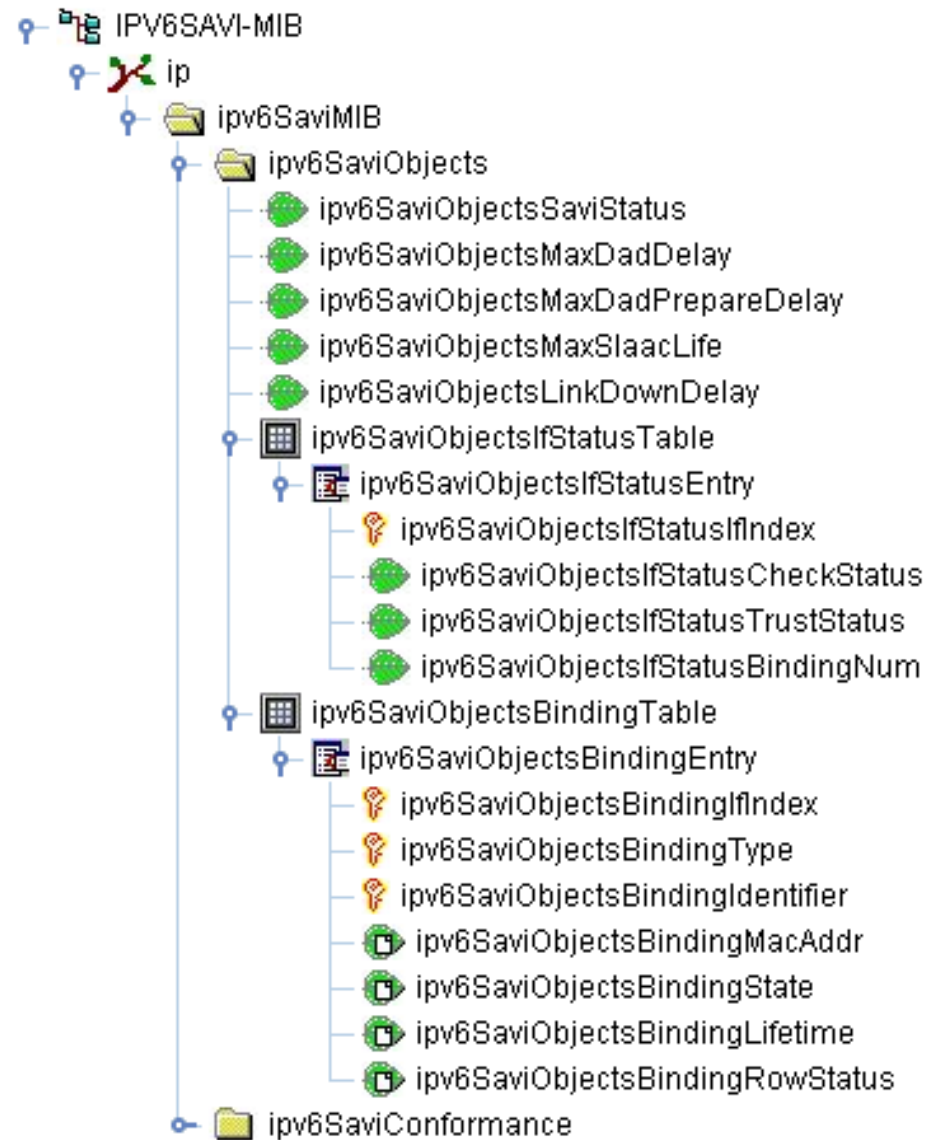 IPV6SAVI-MIB
ip
ipv6SaviMIB
ipv6SaviObjects
ipv6SaviObjectsSaviStatus
ipv6SaviObjectsMaxDadDelay
ipv6SaviObjectsMaxDadPrepareDelay
ipv6SaviObjectsMaxSlaacLife
ipv6SaviObjectsLinkDownDelay
ipv6SaviObjectsIfStatusTable
ipv6SaviObjectsIfStatusEntry
ipv6SaviObjectsIfStatusIfIndex
ipv6SaviObjectsIfStatusCheckStatus
ipv6SaviObjectsIfStatusTrustStatus
ipv6SaviObjectsIfStatusBindingNum
ipv6SaviObjectsBindingTable
ipv6SaviObjectsBindingEntry
ipv6SaviObjectsBindingIfIndex
ipv6SaviObjectsBindingType
ipv6SaviObjectsBindingIdentifier
ipv6SaviObjectsBindingMacAddr
ipv6SaviObjectsBindingState
ipv6SaviObjectsBindingLifetime
ipv6SaviObjectsBindingRowStatus
ipv6SaviConformance